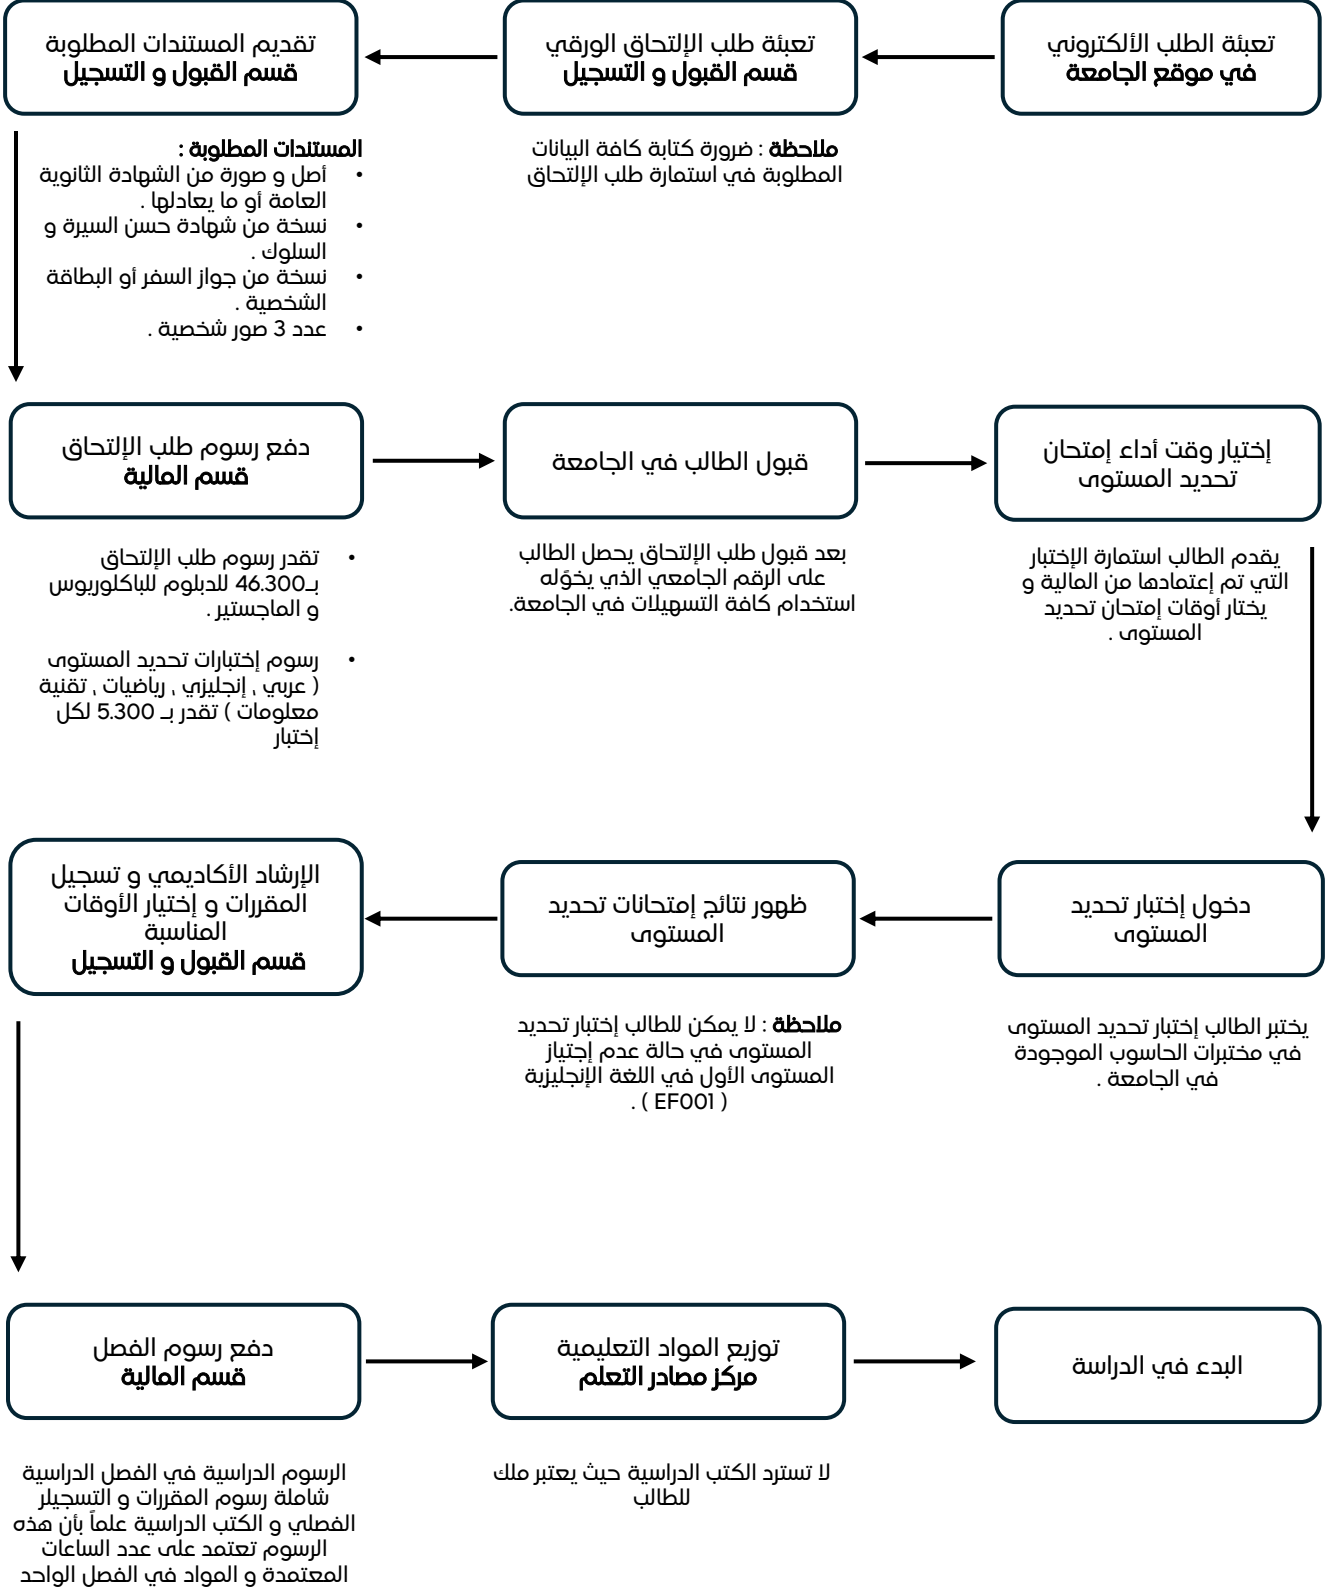 تعبئة الطلب الألكتروني
في موقع الجامعة
تعبئة طلب الإلتحاق الورقي
قسم القبول و التسجيل
ملاحظة : ضرورة كتابة كافة البيانات
المطلوبة في استمارة طلب الإلتحاق
تقديم المستندات المطلوبة
قسم القبول و التسجيل
المستندات المطلوبة :
• أصل و صورة من الشهادة الثانوية
العامة أو ما يعادلها .
• نسخة من شهادة حسن السيرة و
السلوك .
• نسخة من جواز السفر أو البطاقة
الشخصية .
• عدد 3 صور شخصية .
دفع رسوم طلب الإلتحاق
قسم المالية
• تقدر رسوم طلب الإلتحاق
بـ46.300 للدبلوم للباكلوربوس
و الماجستير .
• رسوم إختبارات تحديد المستوى
( عربي , إنجليزي , رياضيات , تقنية
معلومات ) تقدر بـ 5.300 لكل
إختبار
قبول الطالب في الجامعة
بعد قبول طلب الإلتحاق يحصل الطالب
على الرقم الجامعي الذي يخوّله
استخدام كافة التسهيلات في الجامعة.
إختيار وقت أداء إمتحان
تحديد المستوى
يقدم الطالب استمارة الإختبار
التي تم إعتمادها من المالية و
يختار أوقات إمتحان تحديد
المستوى .
دخول إختبار تحديد
المستوى
يختبر الطالب إختبار تحديد المستوى
في مختبرات الحاسوب الموجودة
في الجامعة .
ظهور نتائج إمتحانات تحديد
المستوى
ملاحظة : لا يمكن للطالب إختبار تحديد
المستوى في حالة عدم إجتياز
المستوى الأول في اللغة الإنجليزية
( EF001 ) .
الإرشاد الأكاديمي و تسجيل
المقررات و إختيار الأوقات
المناسبة
قسم القبول و التسجيل
دفع رسوم الفصل
قسم المالية
الرسوم الدراسية في الفصل الدراسية
شاملة رسوم المقررات و التسجيلر
الفصلي و الكتب الدراسية علماً بأن هذه
الرسوم تعتمد على عدد الساعات
المعتمدة و المواد في الفصل الواحد
توزيع المواد التعليمية
مركز مصادر التعلم
لا تسترد الكتب الدراسية حيث يعتبر ملك
للطالب
البدء في الدراسة